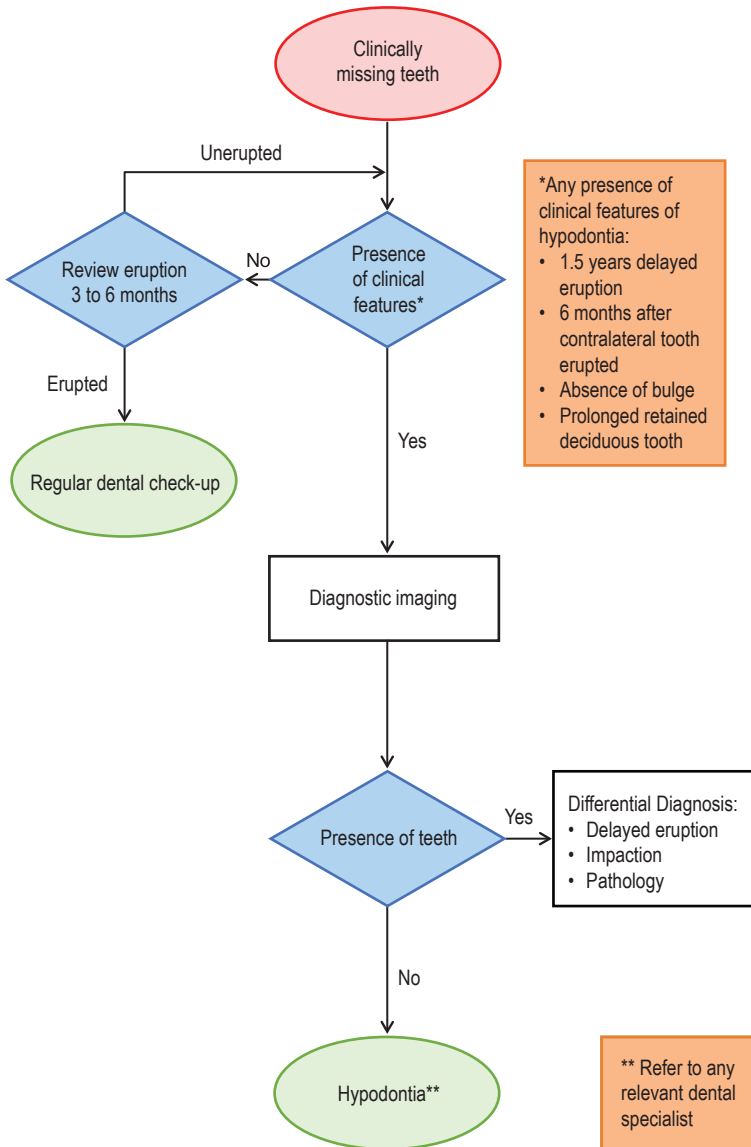 Clinically
missing teeth
Unerupted
*Any presence of
clinical features of
hypodontia:
• 1.5 years delayed
eruption
• 6 months after
contralateral tooth
erupted
• Absence of bulge
• Prolonged retained
deciduous tooth
Review eruption
3 to 6 months
No
Presence
of clinical
features*
Erupted
Yes
Regular dental check-up
Diagnostic imaging
Presence of teeth
Yes
Differential Diagnosis:
• Delayed eruption
• Impaction
• Pathology
No
Hypodontia**
** Refer to any
relevant dental
specialist